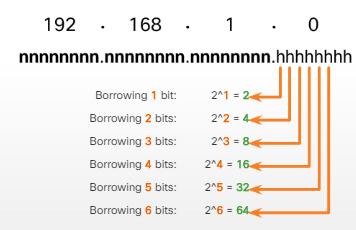 192 . 168 . 1 . 0
nnnnnnnn.nnnnnnnn.nnnnnnnn.hhhhhhhh
Borrowing 1 bit: 2^1 = 2
Borrowing 2 bits: 2^2 = 4
Borrowing 3 bits: 2^3 = 8
Borrowing 4 bits: 2^4 = 16
Borrowing 5 bits: 2^5 = 32
Borrowing 6 bits: 2^6 = 64